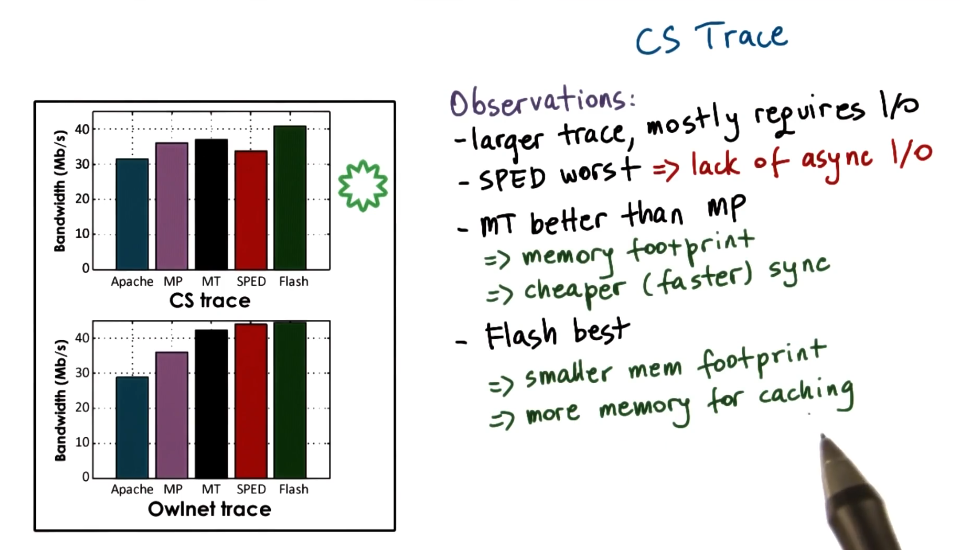 CS Trace
Observations:
- larger trace, mostly requires I/o
- SPED worst => lack of async I/O
- MT better than MP
=> memory footprint
=> cheaper (faster) sync
- Flash best
=> smaller mem footprint
=> more memory for caching
Bandwidth (Mb/s)
40
30
20
10
0
Apache MP MT SPED Flash
CS trace
Bandwidth (Mb/s)
40
30
20
10
0
Apache MP MT SPED Flash
Owlnet trace